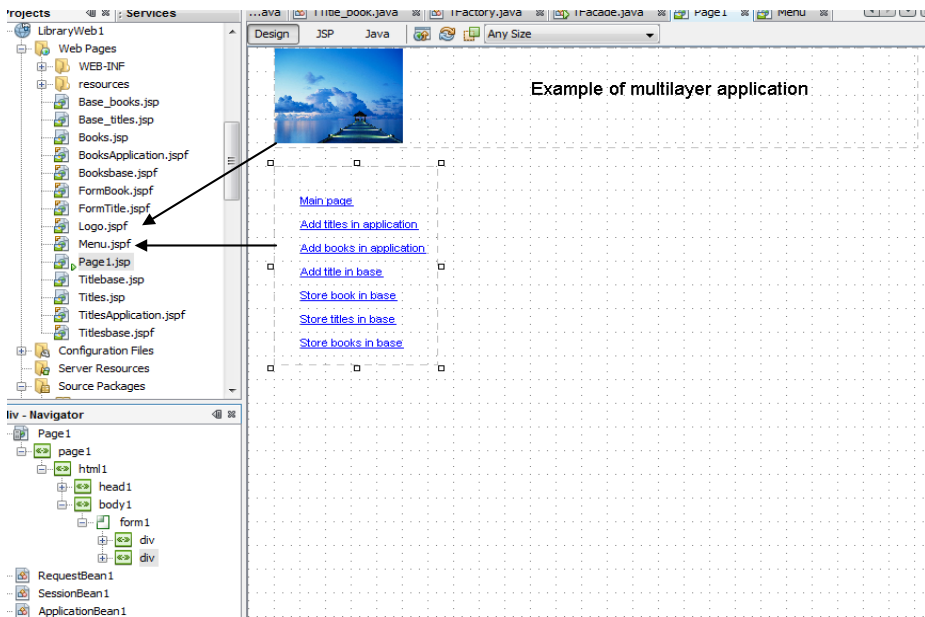 Projects Services ...ava TTitle_book.java TFactory.java TFacade.java Page1 Menu
LibraryWeb1
Web Pages
WEB-INF
resources
Base_books.jsp
Base_titles.jsp
Books.jsp
BooksApplication.jspf
Booksbase.jspf
FormBook.jspf
FormTitle.jspf
Logo.jspf
Menu.jspf
Page1.jsp
Titlebase.jsp
Titles.jsp
TitlesApplication.jspf
Titlesbase.jspf
Configuration Files
Server Resources
Source Packages
div - Navigator
Page1
page1
html1
head1
body1
form1
div
div
RequestBean1
SessionBean1
ApplicationBean1
Design JSP Java Any Size
Example of multilayer application
Main page
Add titles in application
Add books in application
Add title in base
Store book in base
Store titles in base
Store books in base